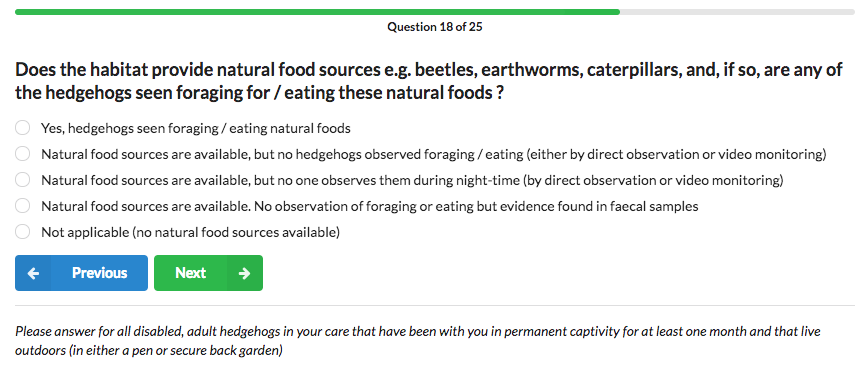 Question 18 of 25
Does the habitat provide natural food sources e.g. beetles, earthworms, caterpillars, and, if so, are any of
the hedgehogs seen foraging for / eating these natural foods ?
Yes, hedgehogs seen foraging / eating natural foods
Natural food sources are available, but no hedgehogs observed foraging / eating (either by direct observation or video monitoring)
Natural food sources are available, but no one observes them during night-time (by direct observation or video monitoring)
Natural food sources are available. No observation of foraging or eating but evidence found in faecal samples
Not applicable (no natural food sources available)
Previous Next
Please answer for all disabled, adult hedgehogs in your care that have been with you in permanent captivity for at least one month and that live
outdoors (in either a pen or secure back garden)